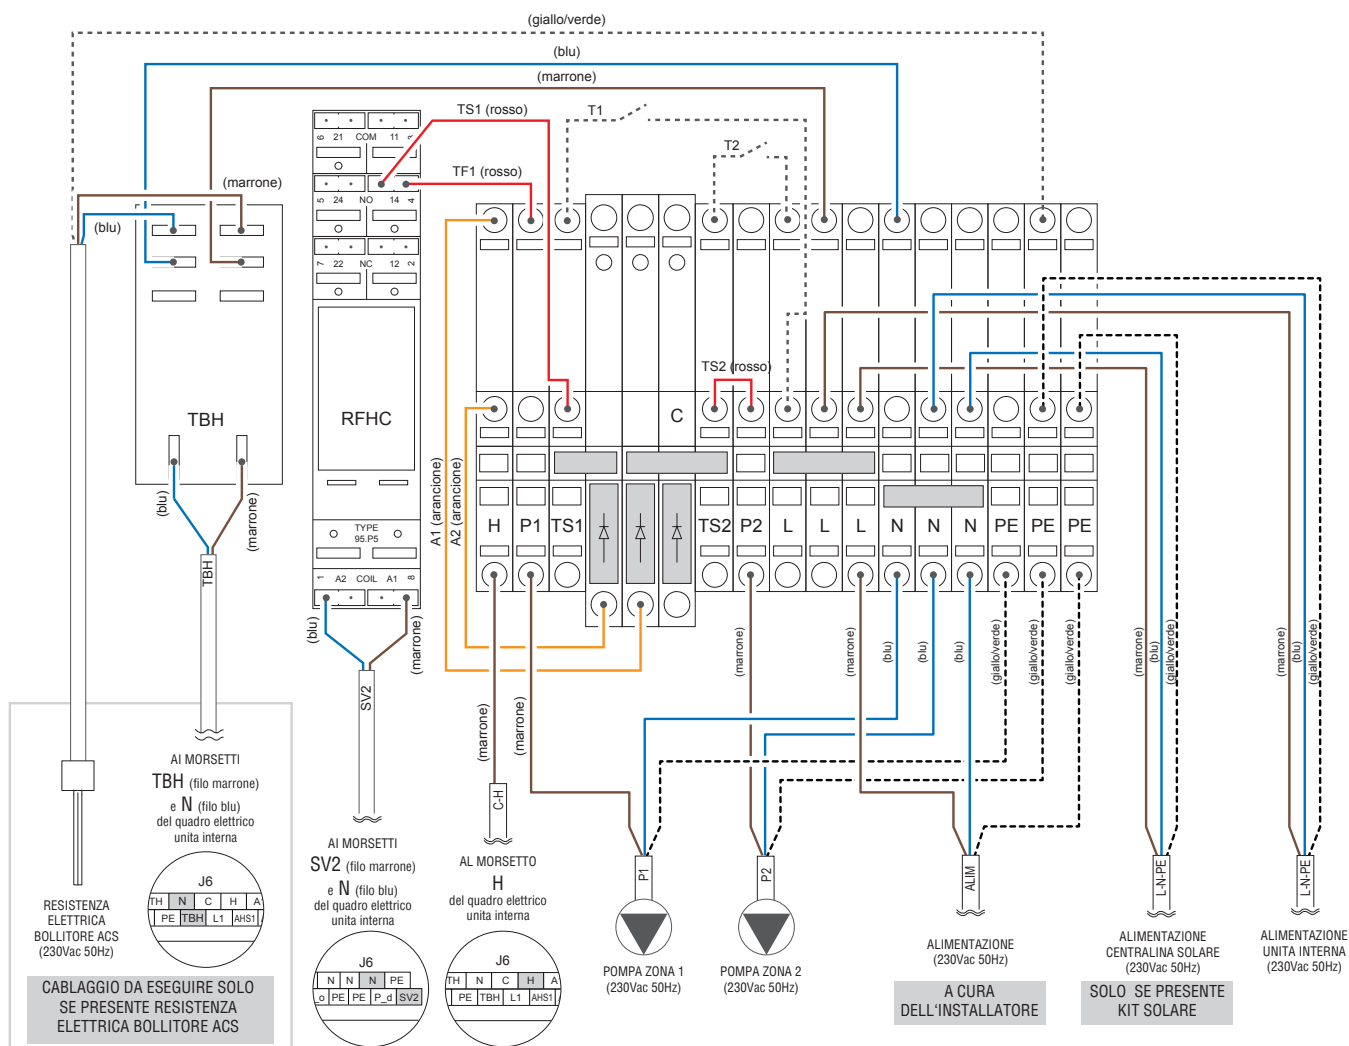 (giallo/verde)
(blu)
(marrone)
TS1 (rosso)
T1
T2
TF1 (rosso)
(marrone)
(blu)
6 21 COM 11 3
5 24 NO 14 4
7 22 NC 12 2
TS2 (rosso)
TBH
RFHC
C
A1 (arancione)
A2 (arancione)
H P1 TS1 TS2 P2 L L L N N N PE PE PE
(blu)
(marrone)
TYPE
95.P5
1 A2 COIL A1 8
TBH
(blu)
(marrone)
SV2
(marrone)
(marrone)
(marrone)
(marrone)
(blu)
(blu)
(blu)
(giallo/verde)
(giallo/verde)
(giallo/verde)
(marrone)
(blu)
(giallo/verde)
(marrone)
(blu)
(giallo/verde)
C-H
P1
P2
ALIM
L-N-PE
L-N-PE
AI MORSETTI
TBH (filo marrone)
e N (filo blu)
del quadro elettrico
unita interna
J6
TH N C H A
PE TBH L1 AHS1
RESISTENZA
ELETTRICA
BOLLITORE ACS
(230Vac 50Hz)
CABLAGGIO DA ESEGUIRE SOLO
SE PRESENTE RESISTENZA
ELETTRICA BOLLITORE ACS
AI MORSETTI
SV2 (filo marrone)
e N (filo blu)
del quadro elettrico
unita interna
J6
N N N PE
_o PE PE P_d SV2
AL MORSETTO
H
del quadro elettrico
unita interna
J6
TH N C H A
PE TBH L1 AHS1
POMPA ZONA 1
(230Vac 50Hz)
POMPA ZONA 2
(230Vac 50Hz)
ALIMENTAZIONE
(230Vac 50Hz)
A CURA
DELL'INSTALLATORE
ALIMENTAZIONE
CENTRALINA SOLARE
(230Vac 50Hz)
SOLO SE PRESENTE
KIT SOLARE
ALIMENTAZIONE
UNITA INTERNA
(230Vac 50Hz)